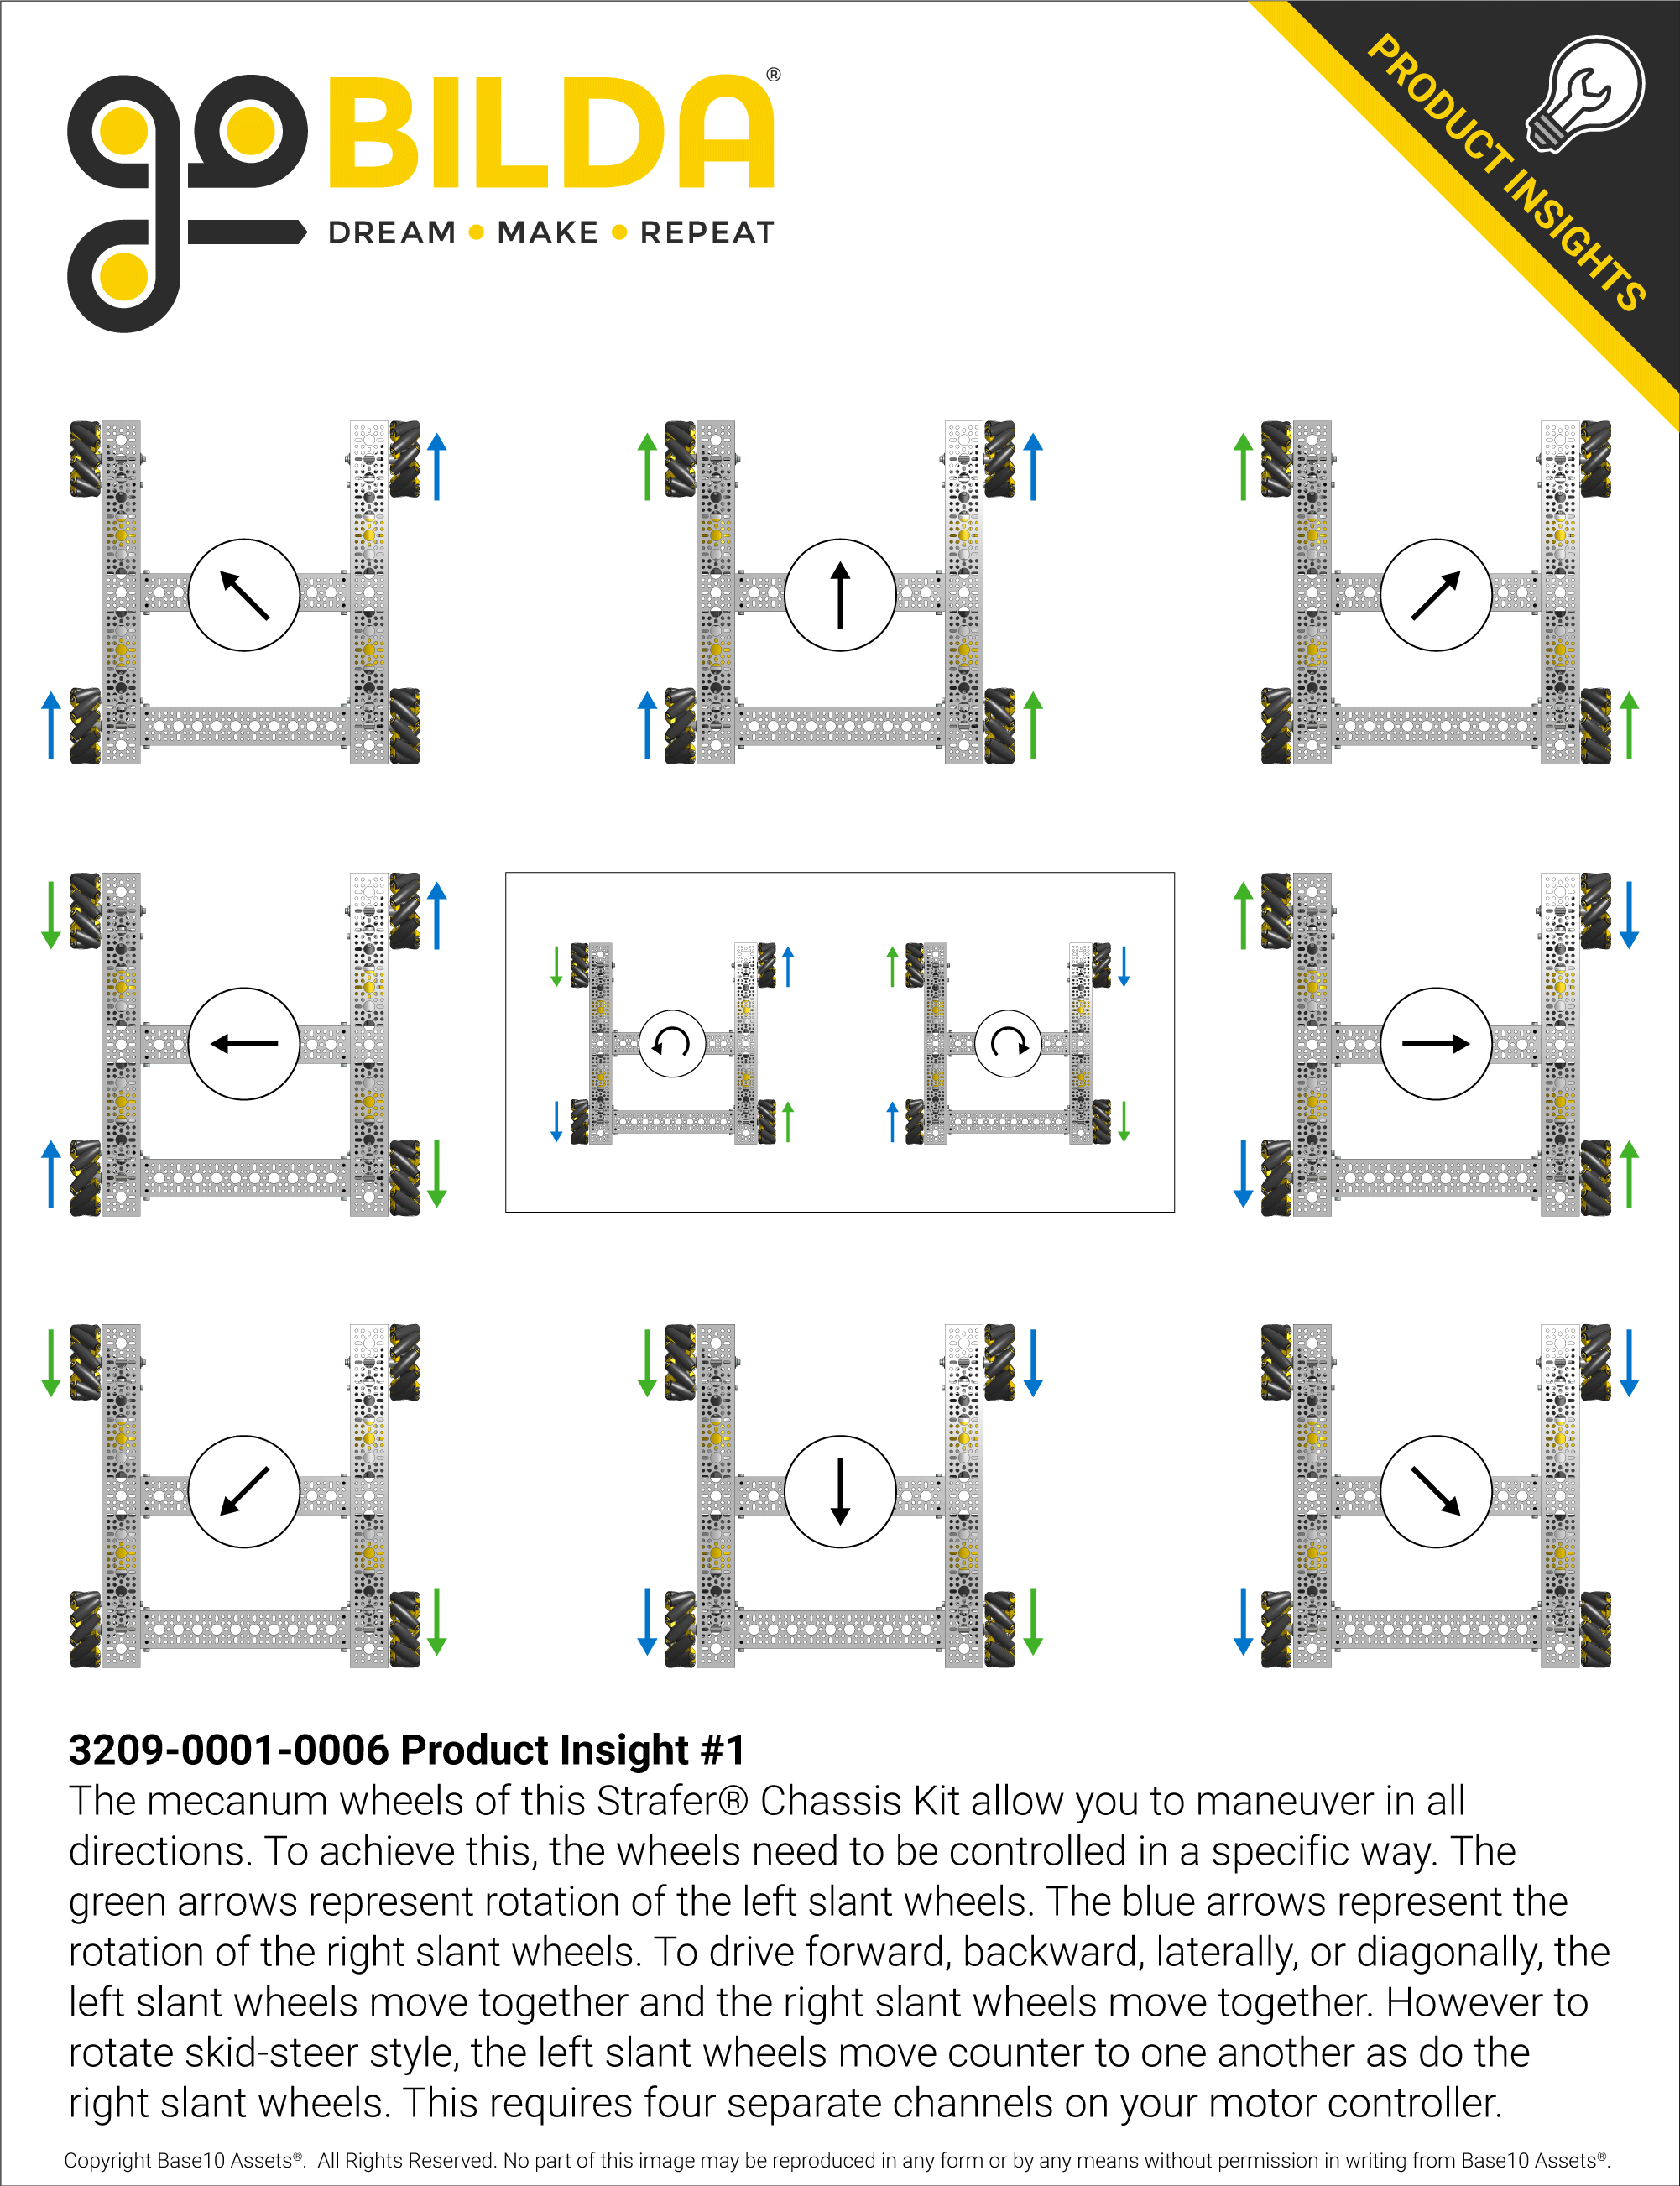 goBILDA®
DREAM • MAKE • REPEAT
PRODUCT INSIGHTS
3209-0001-0006 Product Insight #1
The mecanum wheels of this Strafer® Chassis Kit allow you to maneuver in all
directions. To achieve this, the wheels need to be controlled in a specific way. The
green arrows represent rotation of the left slant wheels. The blue arrows represent the
rotation of the right slant wheels. To drive forward, backward, laterally, or diagonally, the
left slant wheels move together and the right slant wheels move together. However to
rotate skid-steer style, the left slant wheels move counter to one another as do the
right slant wheels. This requires four separate channels on your motor controller.
Copyright Base10 Assets®. All Rights Reserved. No part of this image may be reproduced in any form or by any means without permission in writing from Base10 Assets®.